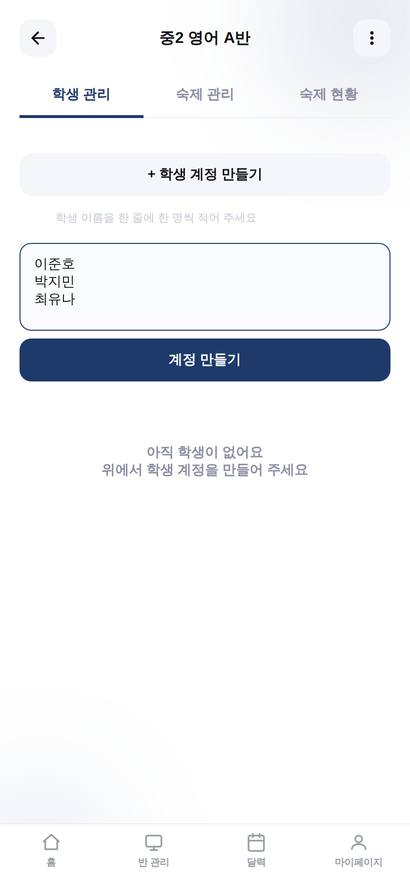 중2 영어 A반
학생 관리
숙제 관리
숙제 현황
+ 학생 계정 만들기
학생 이름을 한 줄에 한 명씩 적어 주세요
이준호
박지민
최유나
계정 만들기
아직 학생이 없어요
위에서 학생 계정을 만들어 주세요
홈
반 관리
달력
마이페이지